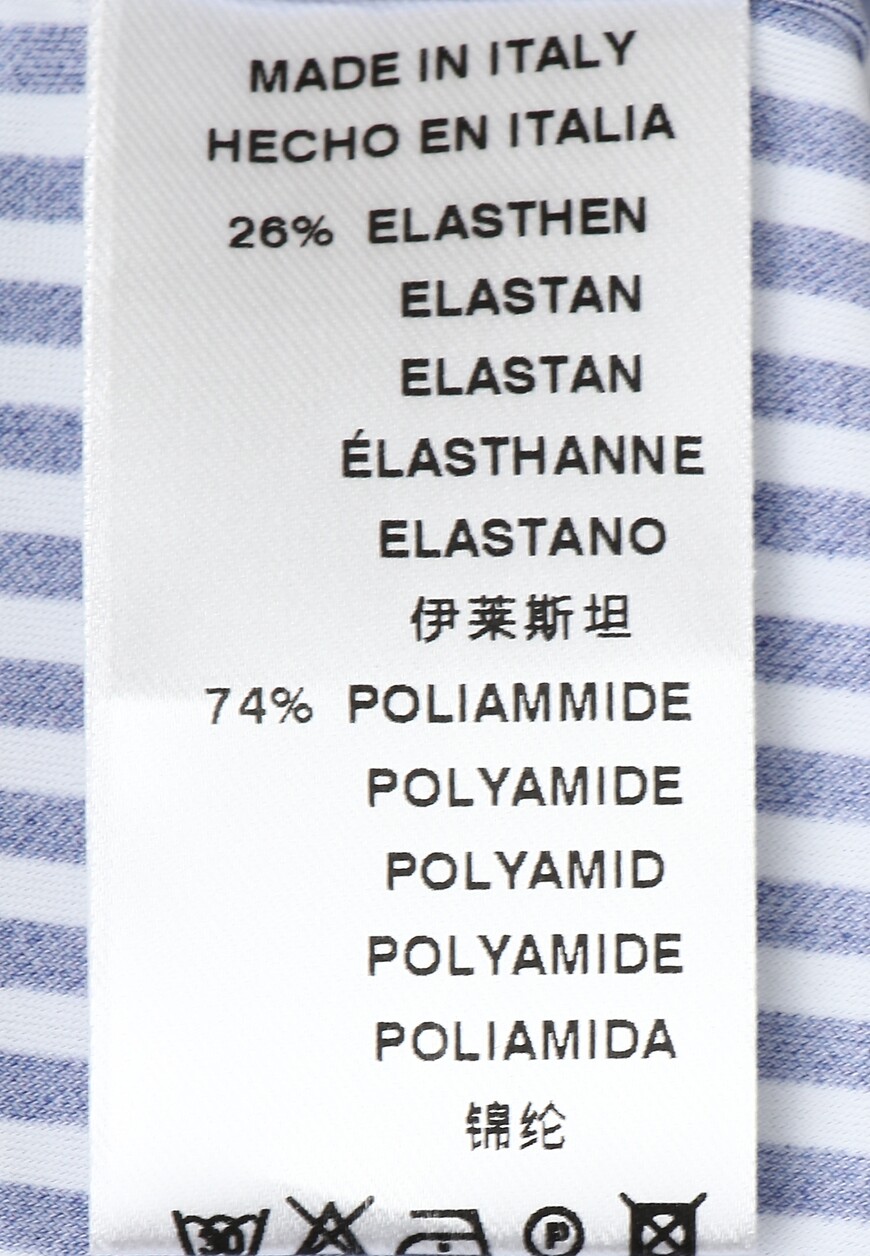 MADE IN ITALY
HECHO EN ITALIA
26% ELASTHEN
ELASTAN
ELASTAN
ÉLASTHANNE
ELASTANO
伊莱斯坦
74% POLIAMMIDE
POLYAMIDE
POLYAMID
POLYAMIDE
POLIAMIDA
锦纶
30 P